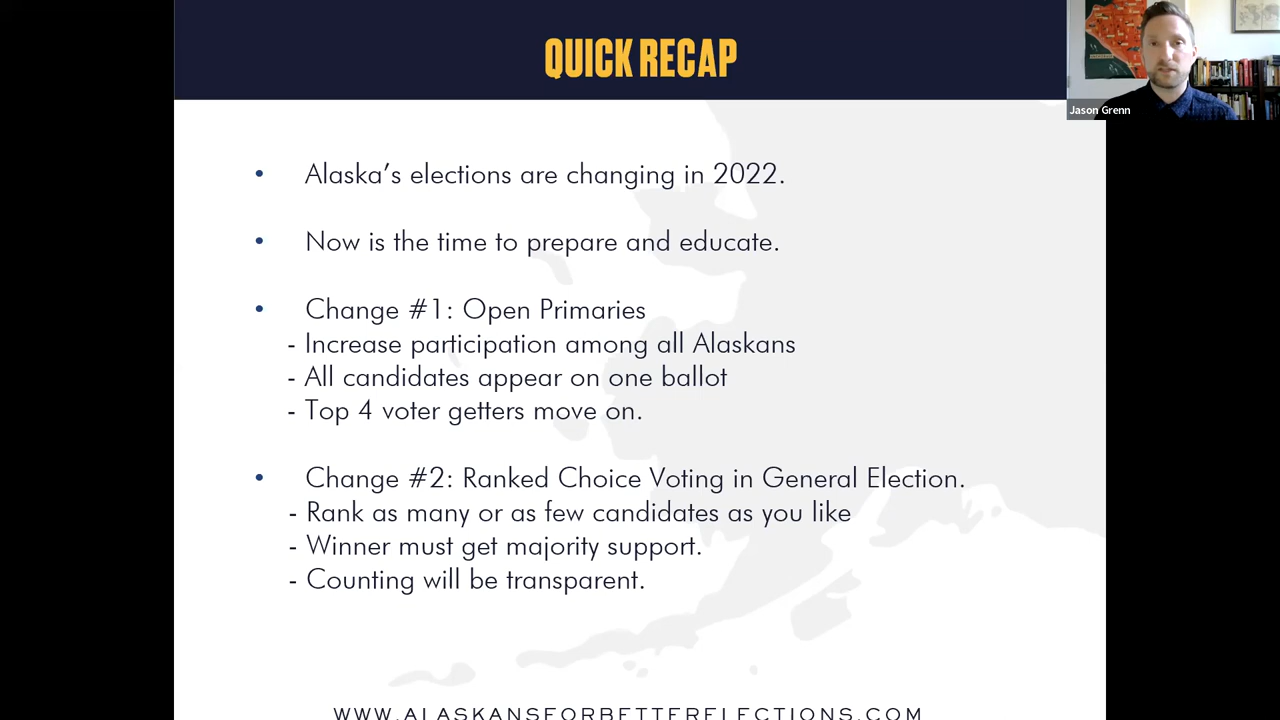 QUICK RECAP
Jason Grenn
• Alaska's elections are changing in 2022.
• Now is the time to prepare and educate.
• Change #1: Open Primaries
- Increase participation among all Alaskans
- All candidates appear on one ballot
- Top 4 voter getters move on.
• Change #2: Ranked Choice Voting in General Election.
- Rank as many or as few candidates as you like
- Winner must get majority support.
- Counting will be transparent.
WWW.ALASKANSFORBETTERELECTIONS.COM